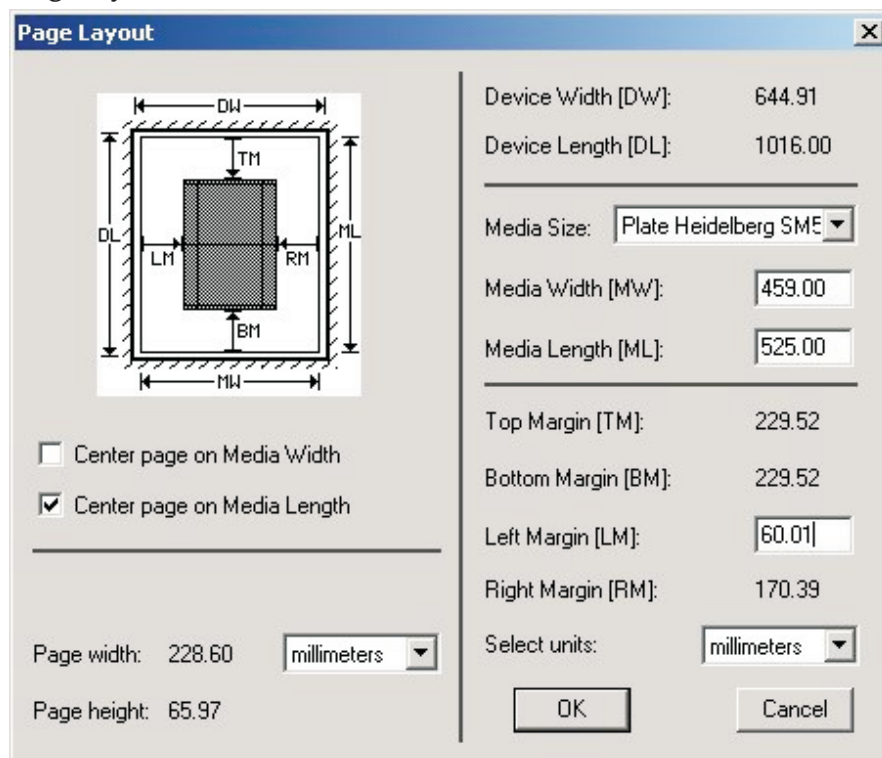 Page Layout
DW
TM
DL
ML
LM
RM
BM
MW
Center page on Media Width
Center page on Media Length
Page width: 228.60 millimeters
Page height: 65.97
Device Width [DW]: 644.91
Device Length [DL]: 1016.00
Media Size: Plate Heidelberg SM5
Media Width [MW]: 459.00
Media Length [ML]: 525.00
Top Margin [TM]: 229.52
Bottom Margin [BM]: 229.52
Left Margin [LM]: 60.01
Right Margin [RM]: 170.39
Select units: millimeters
OK Cancel